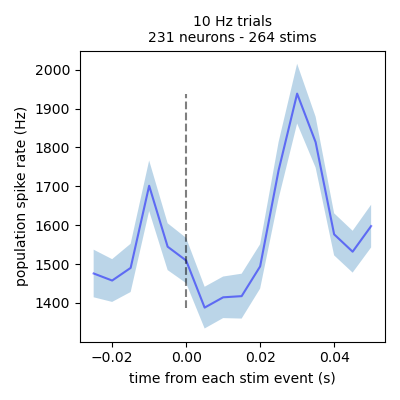 10 Hz trials
231 neurons - 264 stims
population spike rate (Hz)
2000
1900
1800
1700
1600
1500
1400
−0.02
0.00
0.02
0.04
time from each stim event (s)